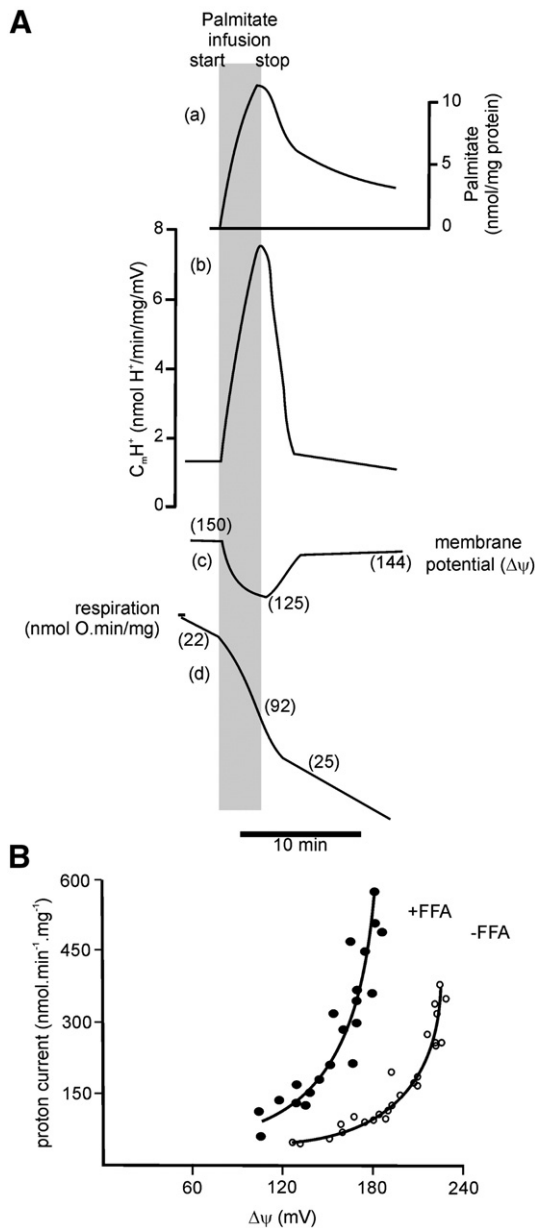 A
Palmitate
infusion
start stop
(a)
10
5
0
Palmitate
(nmol/mg protein)
8
6
4
2
0
CmH+ (nmol H+/min/mg/mV)
(b)
(150)
(c)
(125)
(144)
membrane
potential (Δψ)
respiration
(nmol O.min/mg)
(22)
(d)
(92)
(25)
10 min
B
600
450
300
150
proton current (nmol.min-1.mg-1)
+FFA
-FFA
60 120 180 240
Δψ (mV)